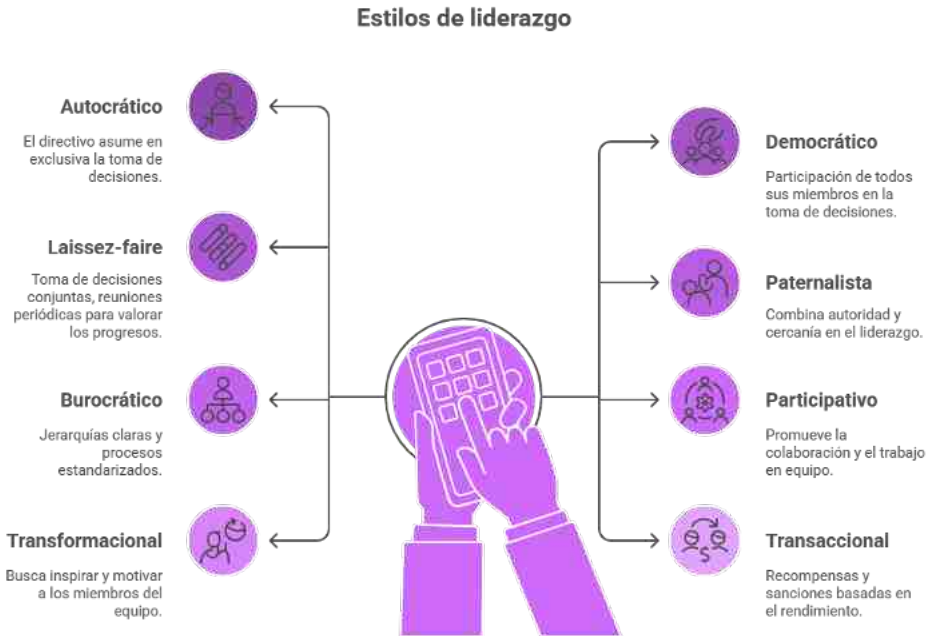 Estilos de liderazgo
Autocrático
El directivo asume en
exclusiva la toma de
decisiones.
Laissez-faire
Toma de decisiones
conjuntas, reuniones
periódicas para valorar
los progresos.
Burocrático
Jerarquías claras y
procesos
estandarizados.
Transformacional
Busca inspirar y motivar
a los miembros del
equipo.
Democrático
Participación de todos
sus miembros en la
toma de decisiones.
Paternalista
Combina autoridad y
cercanía en el liderazgo.
Participativo
Promueve la
colaboración y el trabajo
en equipo.
Transaccional
Recompensas y
sanciones basadas en
el rendimiento.